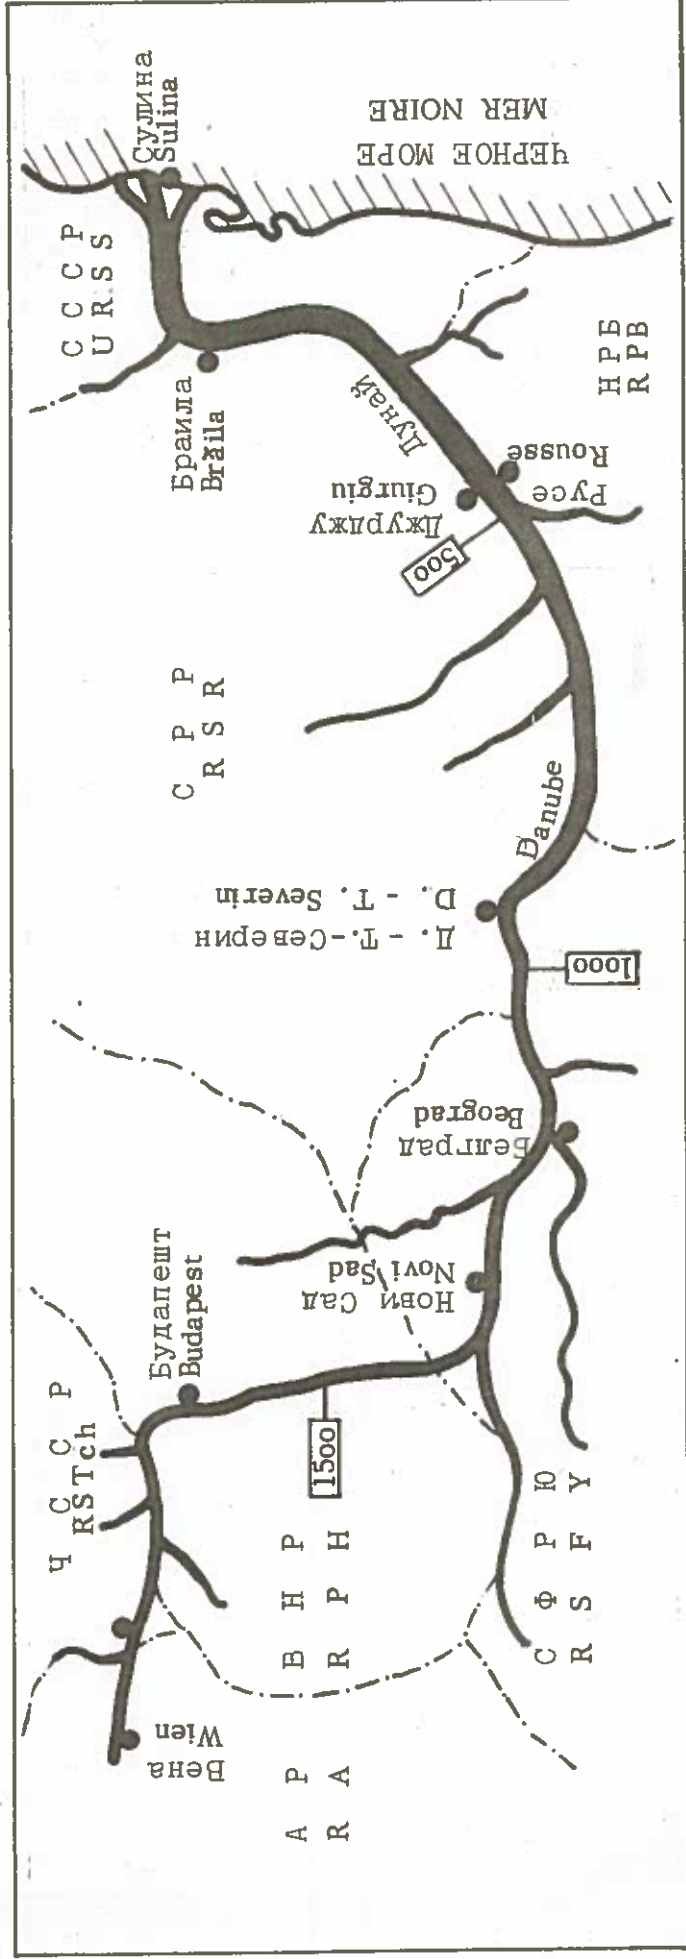 А Р
R A
Вена
Wien
Ч С С Р
RSTch
В Н Р
R P H
1500
Будапешт
Budapest
С Ф Р Ю
R S F Y
Нови Сад
Novi Sad
Белград
Beograd
1000
Д. - Т.-Северин
D. - T. Severin
С Р Р
R S R
Danube
500
Джурджу
Giurgiu
Русе
Rousse
Дунай
Н Р Б
R P B
Браила
Brăila
С С С Р
U R S S
Сулина
Sulina
ЧЕРНОЕ МОРЕ
MER NOIRE